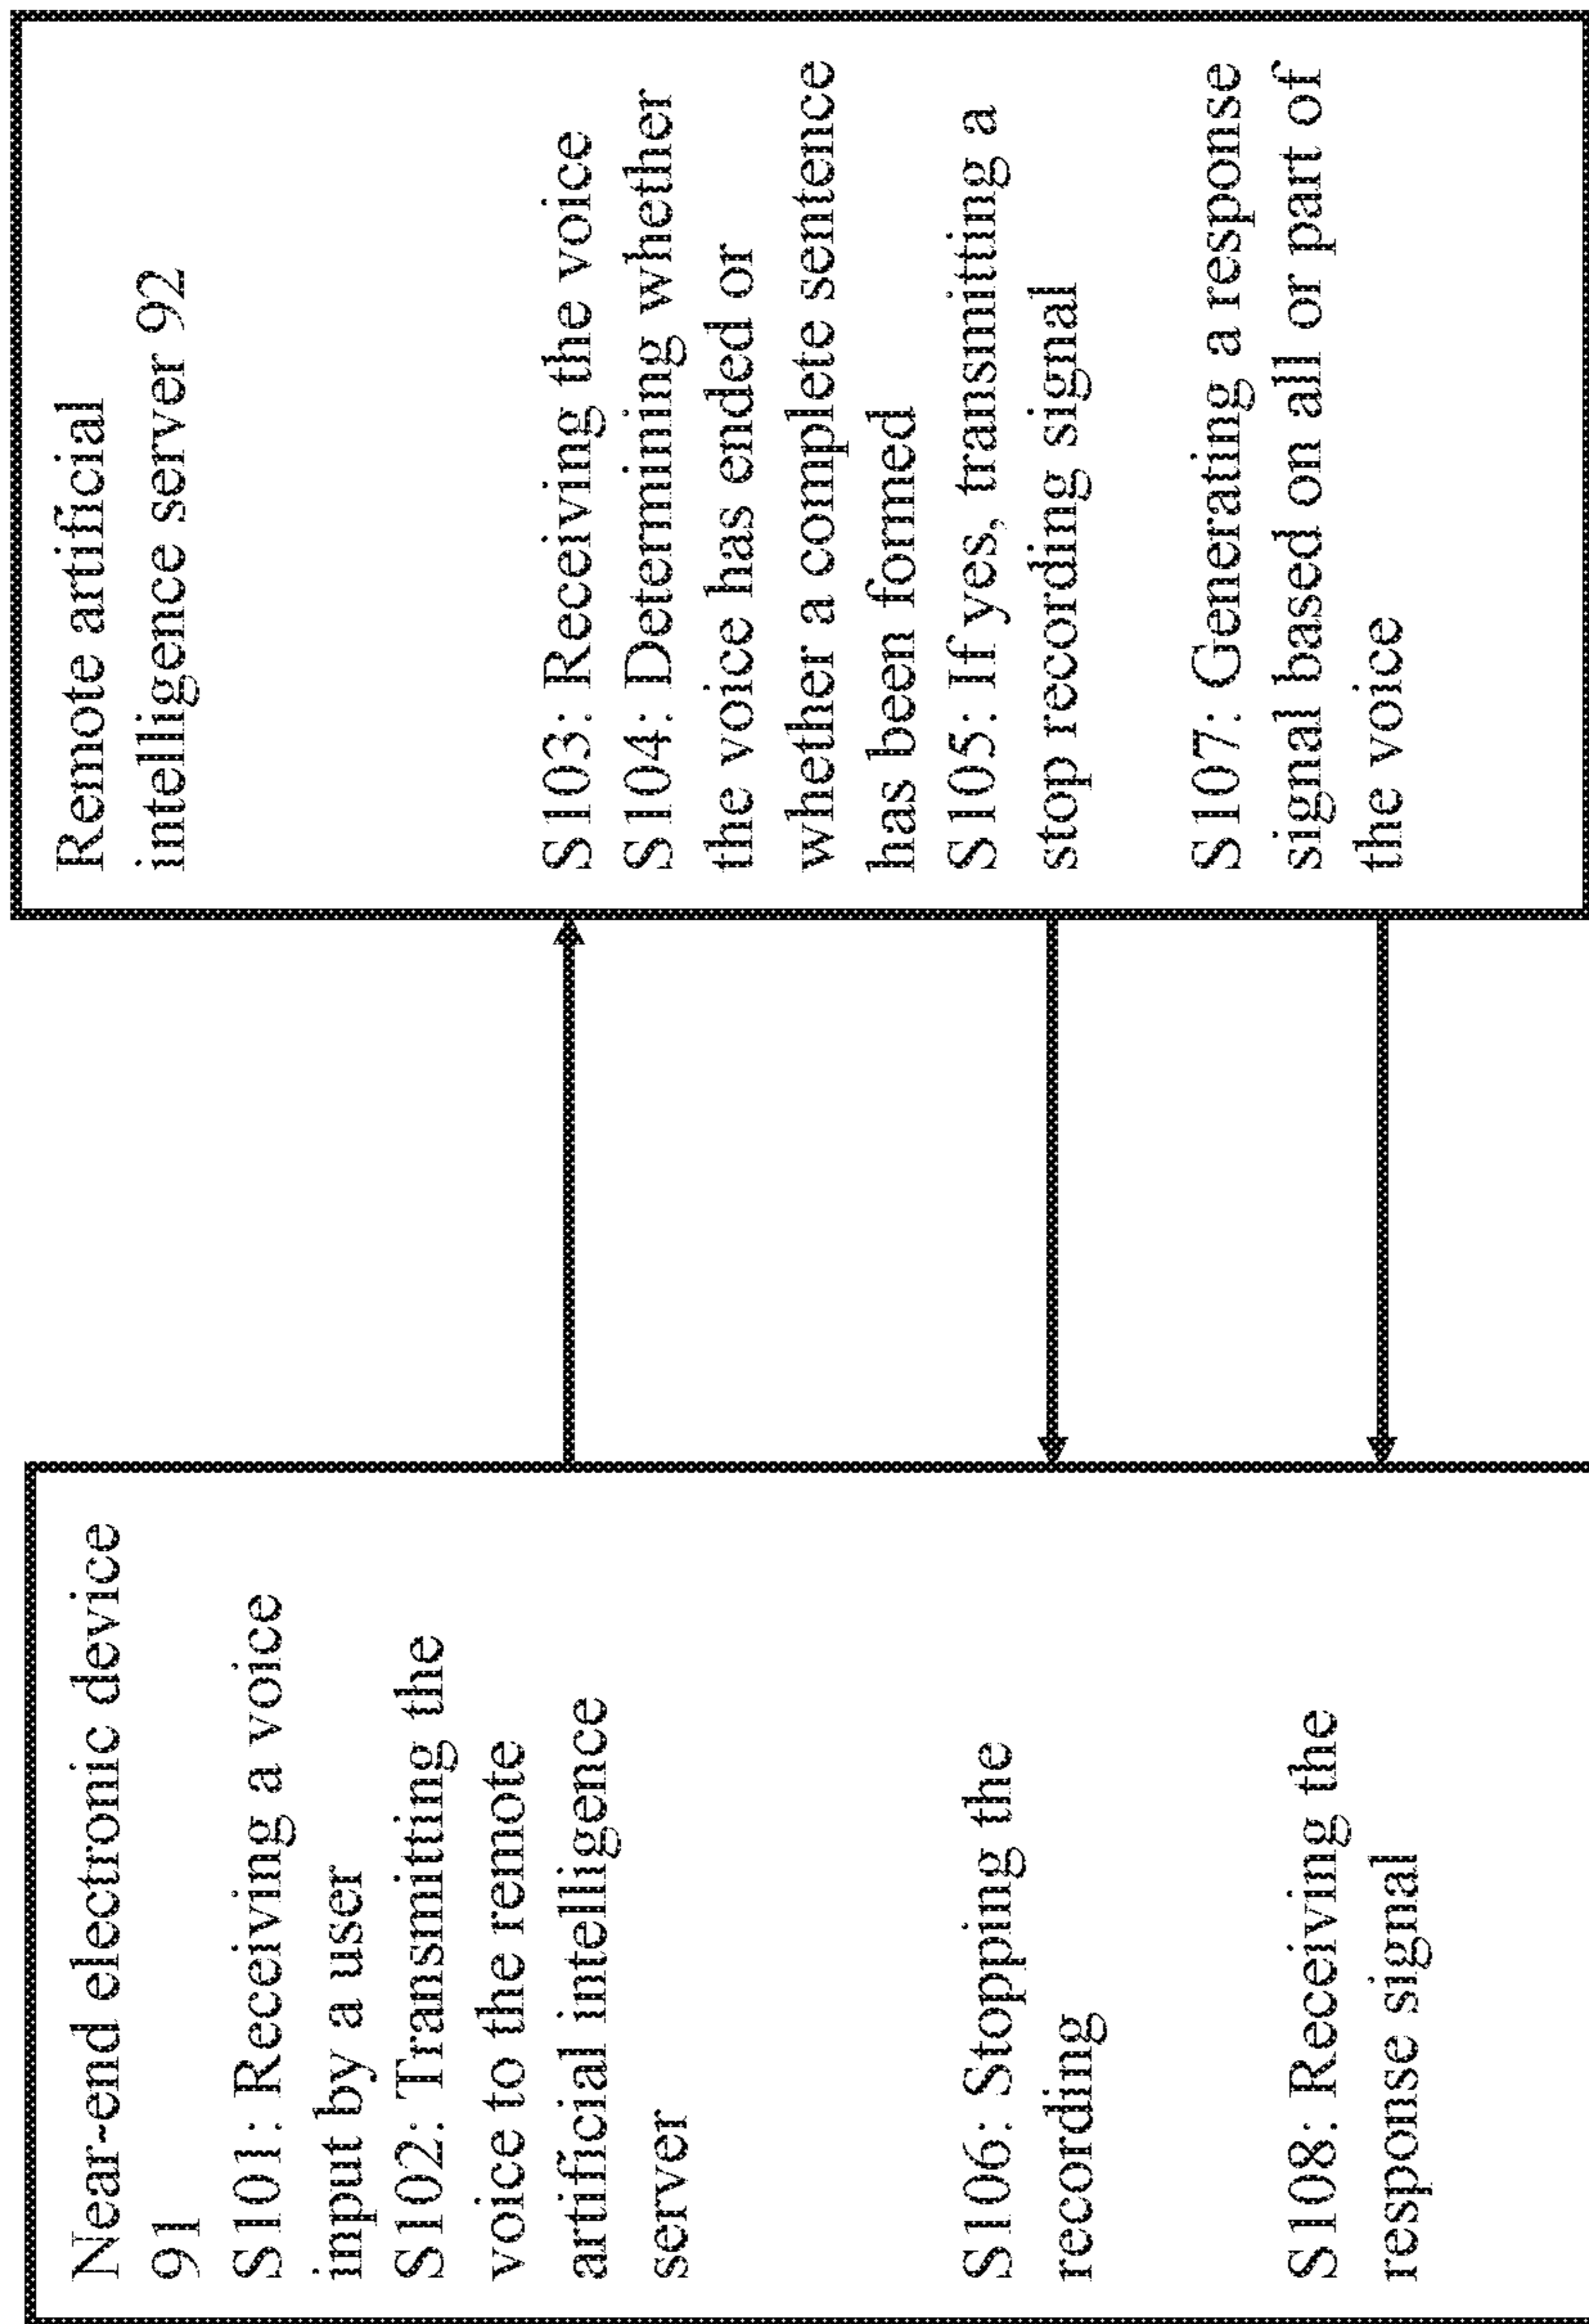 Near-end electronic device
91
S101: Receiving a voice
input by a user
S102: Transmitting the
voice to the remote
artificial intelligence
server
S106: Stopping the
recording
S108: Receiving the
response signal
Remote artificial
intelligence server 92
S103: Receiving the voice
S104: Determining whether
the voice has ended or
whether a complete sentence
has been formed
S105: If yes, transmitting a
stop recording signal
S107: Generating a response
signal based on all or part of
the voice